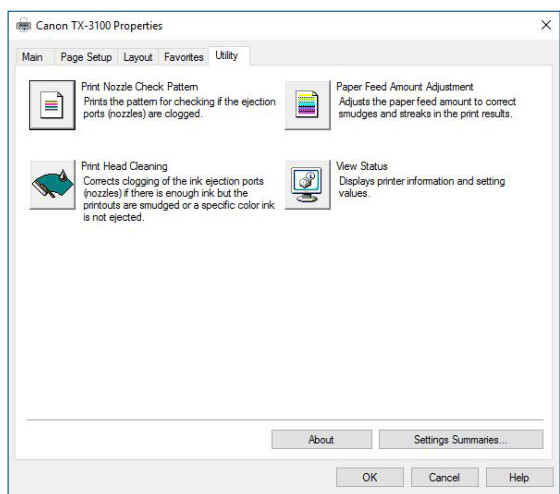 Canon TX-3100 Properties
Main Page Setup Layout Favorites Utility
Print Nozzle Check Pattern
Prints the pattern for checking if the ejection
ports (nozzles) are clogged.
Paper Feed Amount Adjustment
Adjusts the paper feed amount to correct
smudges and streaks in the print results.
Print Head Cleaning
Corrects clogging of the ink ejection ports
(nozzles) if there is enough ink but the
printouts are smudged or a specific color ink
is not ejected.
View Status
Displays printer information and setting
values.
About Settings Summaries...
OK Cancel Help